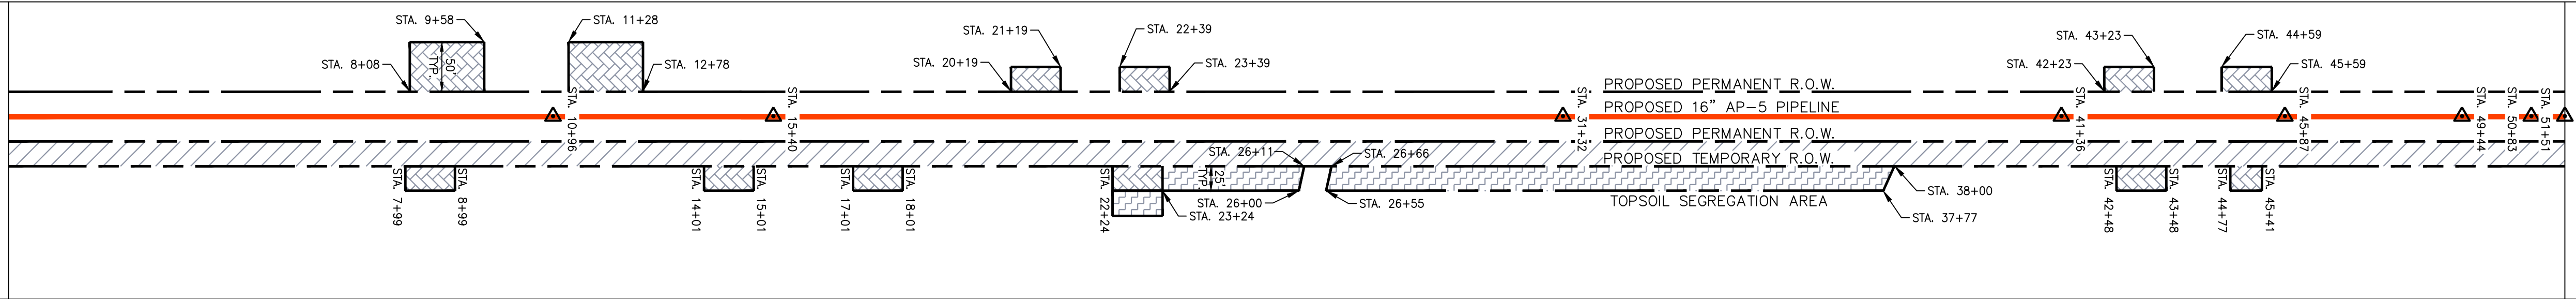 STA. 9+58
STA. 11+28
STA. 8+08
50'
TYP.
STA. 12+78
STA. 21+19
STA. 22+39
STA. 20+19
STA. 23+39
STA. 43+23
STA. 44+59
STA. 42+23
STA. 45+59
PROPOSED PERMANENT R.O.W.
PROPOSED 16" AP-5 PIPELINE
STA. 10+96
STA. 15+40
STA. 31+32
STA. 41+36
STA. 45+87
STA. 49+44
STA. 50+83
STA. 51+51
PROPOSED PERMANENT R.O.W.
PROPOSED TEMPORARY R.O.W.
STA. 26+11
STA. 26+66
25'
TYP.
STA. 26+00
STA. 23+24
STA. 26+55
TOPSOIL SEGREGATION AREA
STA. 38+00
STA. 37+77
STA. 7+99
STA. 8+99
STA. 14+01
STA. 15+01
STA. 17+01
STA. 18+01
STA. 22+24
STA. 42+48
STA. 43+48
STA. 44+77
STA. 45+41